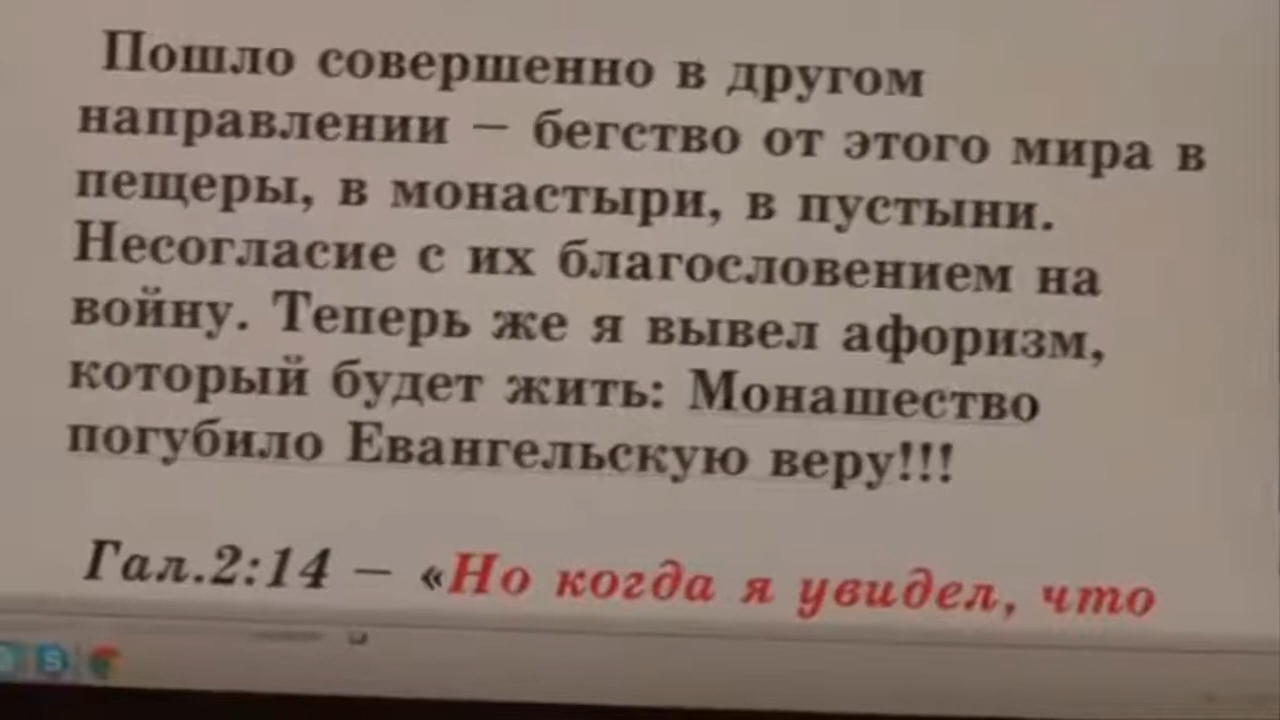 Пошло совершенно в другом
направлении – бегство от этого мира в
пещеры, в монастыри, в пустыни.
Несогласие с их благословением на
войну. Теперь же я вывел афоризм,
который будет жить: Монашество
погубило Евангельскую веру!!!
Гал.2:14 – «Но когда я увидел, что